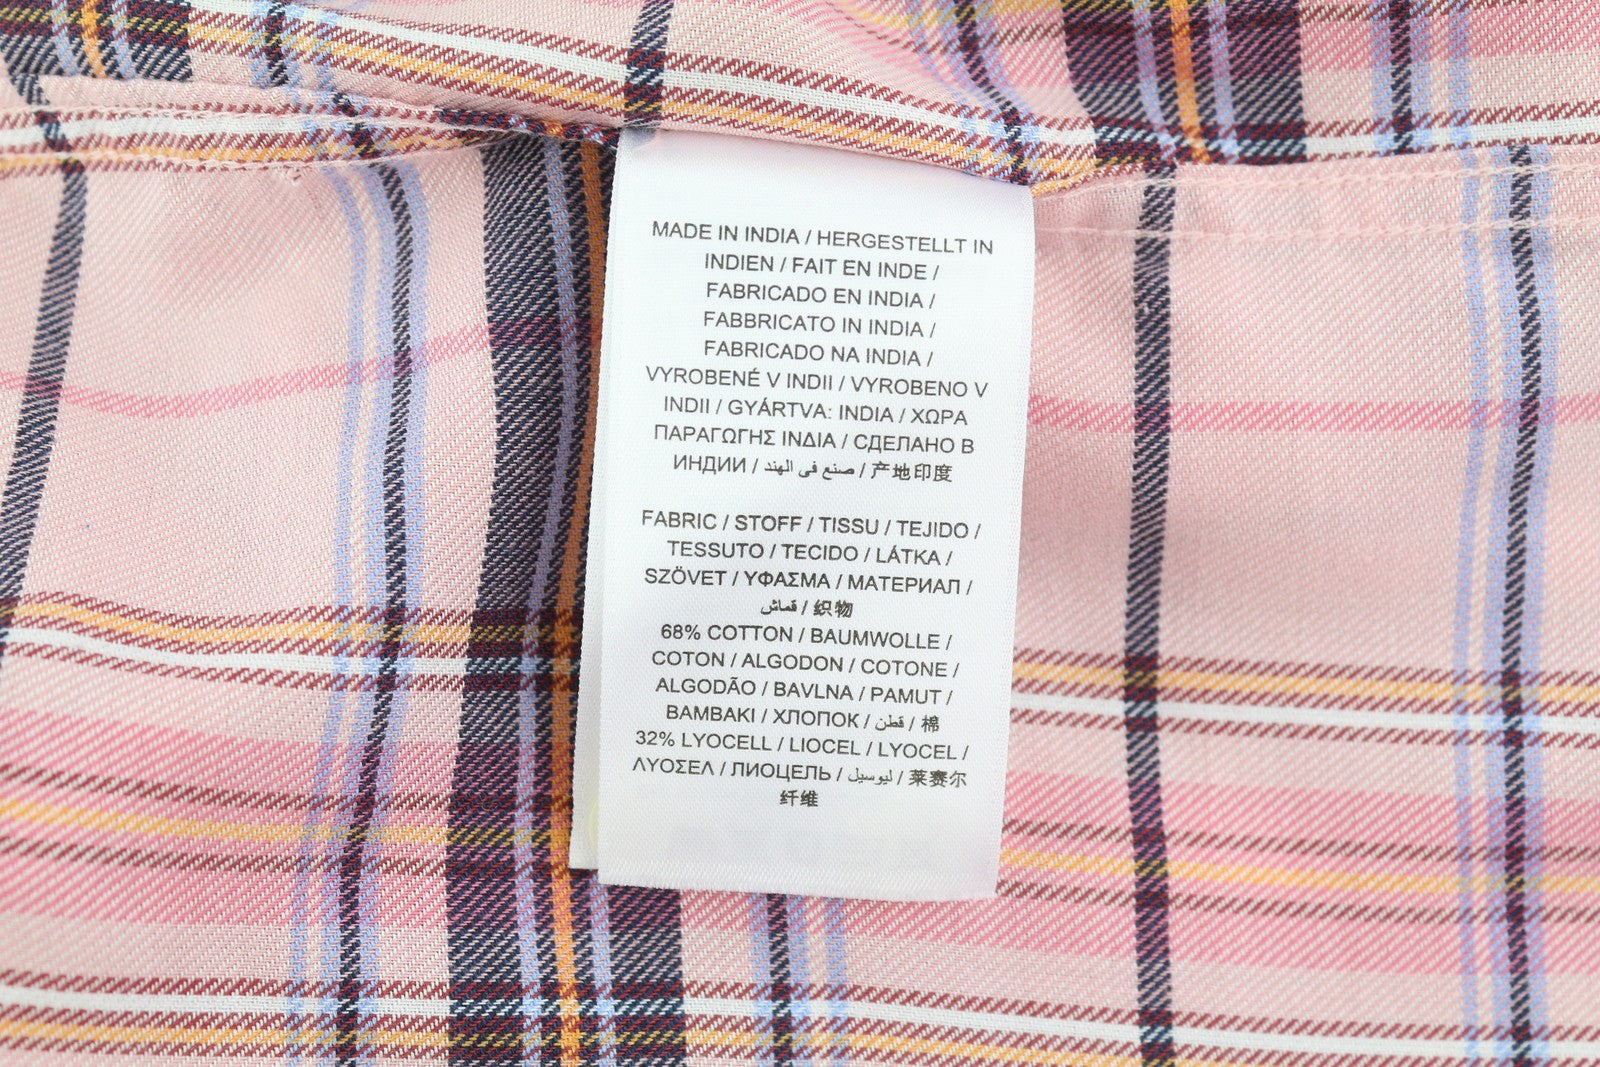 MADE IN INDIA / HERGESTELLT IN
INDIEN / FAIT EN INDE /
FABRICADO EN INDIA /
FABBRICATO IN INDIA /
FABRICADO NA INDIA /
VYROBENÉ V INDII / VYROBENO V
INDII / GYÁRTVA: INDIA / ΧΩΡΑ
ΠΑΡΑΓΩΓΗΣ ΙΝΔΙΑ / СДЕЛАНО В
ИНДИИ / صنع في الهند / 产地印度
FABRIC / STOFF / TISSU / TEJIDO /
TESSUTO / TECIDO / LÁTKA /
SZÖVET / ΥΦΑΣΜΑ / МАТЕРИАЛ /
قماش / 织物
68% COTTON / BAUMWOLLE /
COTON / ALGODON / COTONE /
ALGODÃO / BAVLNA / PAMUT /
BAMBAKI / ХЛОПОК / قطن / 棉
32% LYOCELL / LIOCEL / LYOCEL /
ΛΥΟΣΕΛ / ЛИОЦЕЛЬ / ليوسيل / 莱赛尔
纤维